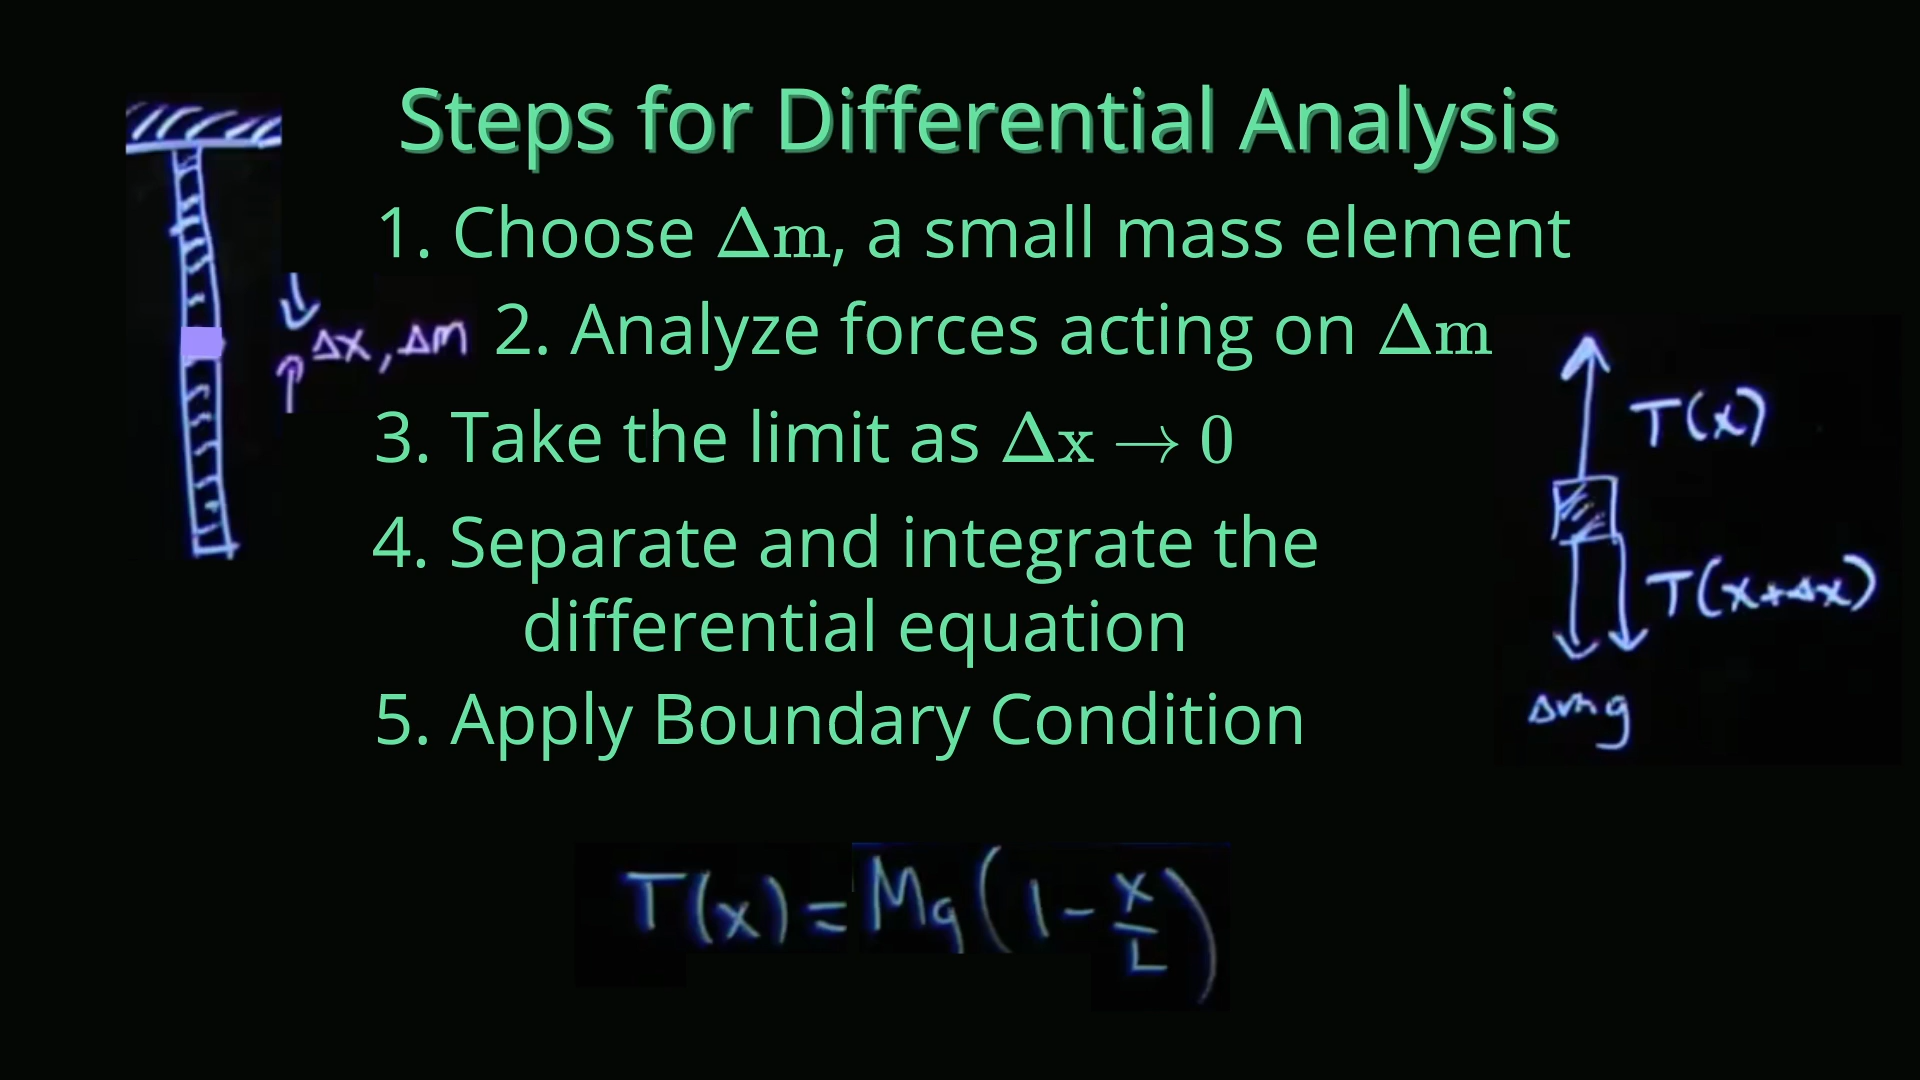 Steps for Differential Analysis
1. Choose Δm, a small mass element
Δx, Δm
2. Analyze forces acting on Δm
T(x)
3. Take the limit as Δx → 0
4. Separate and integrate the
differential equation
T(x+Δx)
5. Apply Boundary Condition
Δmg
T(x) = Mg(1 - x/L)